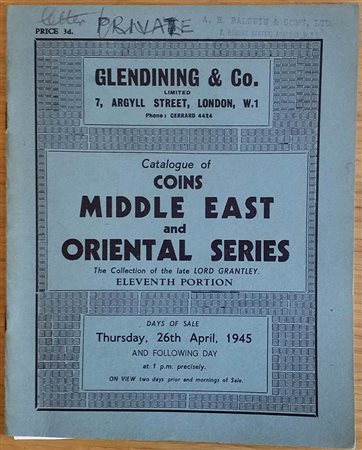 letter PRIVATE
A. H. BALDWIN & SONS, LTD.
PRICE 3d.
GLENDINING & Co.
LIMITED
7, ARGYLL STREET, LONDON, W.1
Phone: GERRARD 4424
Catalogue of
COINS
MIDDLE EAST
and
ORIENTAL SERIES
The Collection of the late LORD GRANTLEY.
ELEVENTH PORTION
DAYS OF SALE
Thursday, 26th April, 1945
AND FOLLOWING DAY
at 1 p.m. precisely.
ON VIEW two days prior and mornings of Sale.